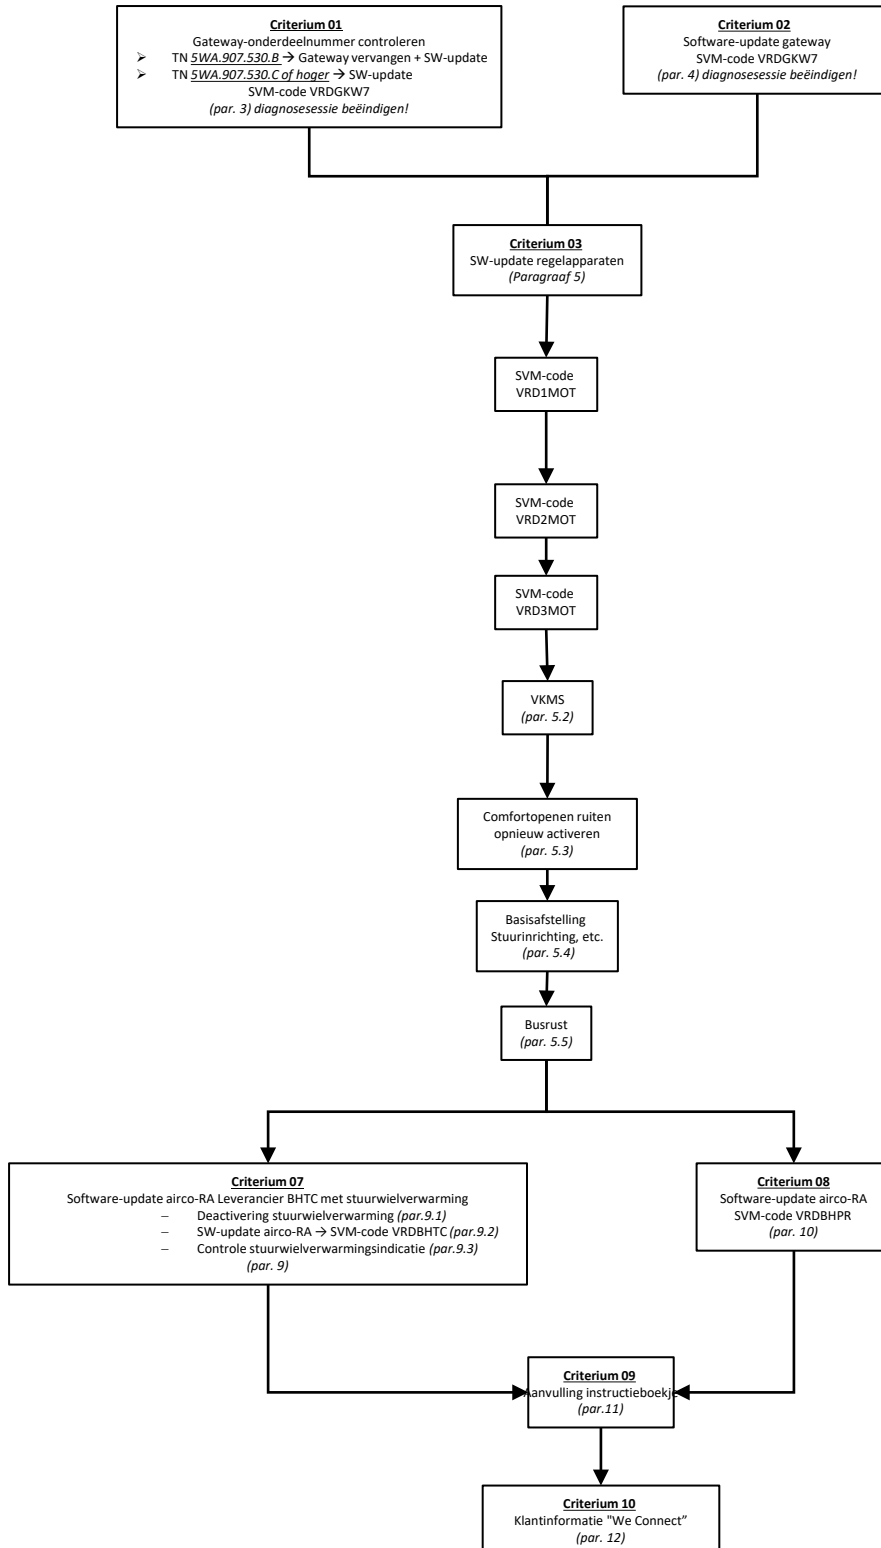 Criterium 01
Gateway-onderdeelnummer controleren
➢ TN 5WA.907.530.B → Gateway vervangen + SW-update
➢ TN 5WA.907.530.C of hoger → SW-update
SVM-code VRDGKW7
(par. 3) diagnosesessie beëindigen!
Criterium 02
Software-update gateway
SVM-code VRDGKW7
(par. 4) diagnosesessie beëindigen!
Criterium 03
SW-update regelapparaten
(Paragraaf 5)
SVM-code
VRD1MOT
SVM-code
VRD2MOT
SVM-code
VRD3MOT
VKMS
(par. 5.2)
Comfortopenen ruiten
opnieuw activeren
(par. 5.3)
Basisafstelling
Stuurinrichting, etc.
(par. 5.4)
Busrust
(par. 5.5)
Criterium 07
Software-update airco-RA Leverancier BHTC met stuurwielverwarming
– Deactivering stuurwielverwarming (par.9.1)
– SW-update airco-RA → SVM-code VRDBHTC (par.9.2)
– Controle stuurwielverwarmingsindicatie (par.9.3)
(par. 9)
Criterium 08
Software-update airco-RA
SVM-code VRDBHPR
(par. 10)
Criterium 09
Aanvulling instructieboekje
(par.11)
Criterium 10
Klantinformatie "We Connect”
(par. 12)